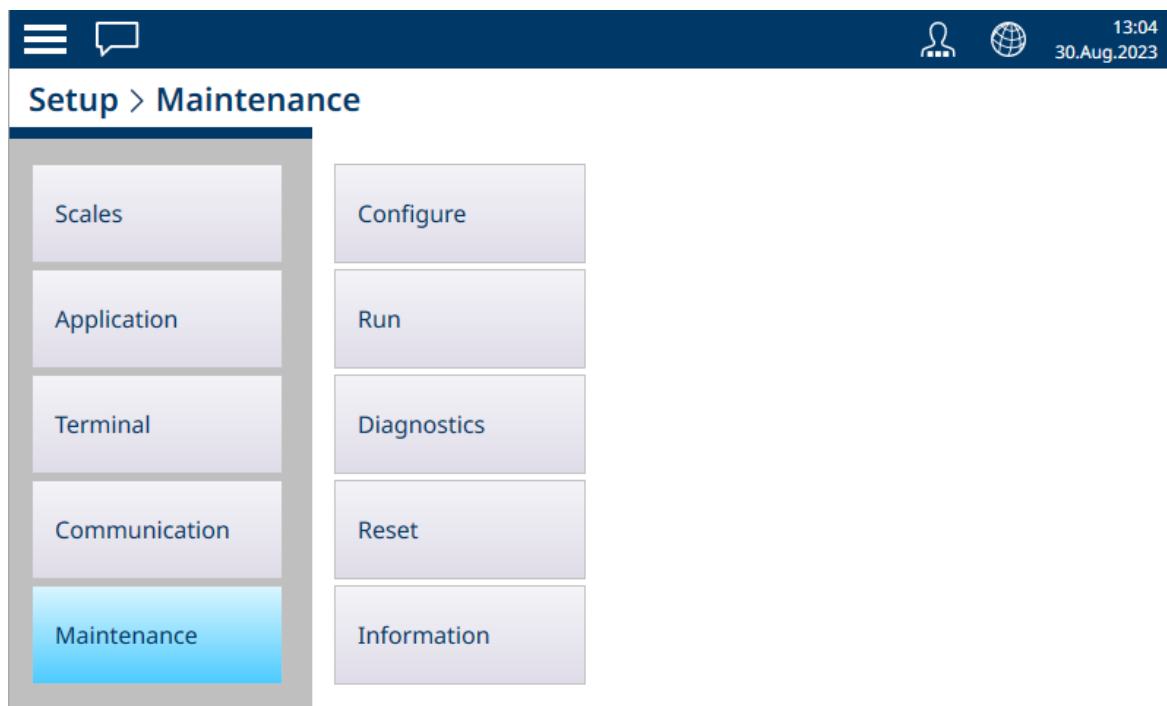 13:04
30.Aug.2023
Setup > Maintenance
Scales
Configure
Application
Run
Terminal
Diagnostics
Communication
Reset
Maintenance
Information